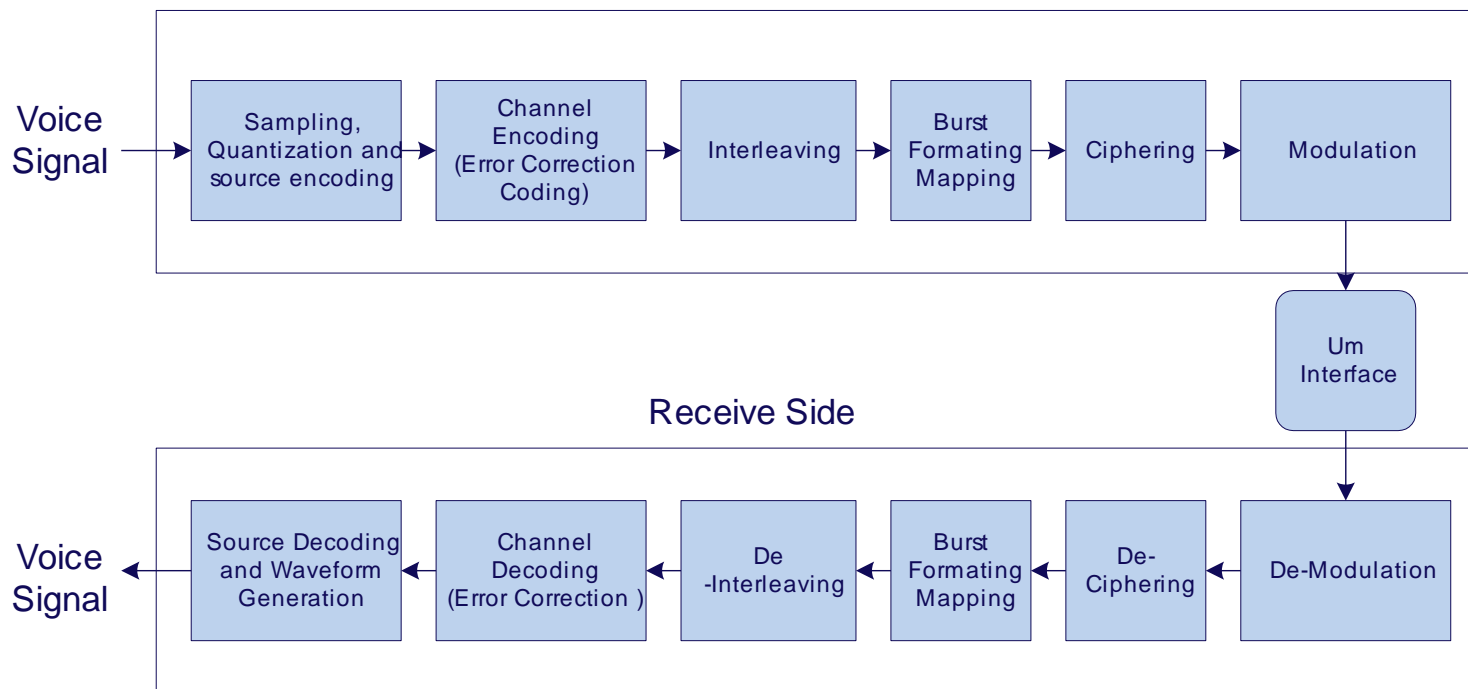 Voice
Signal
Sampling,
Quantization and
source encoding
Channel
Encoding
(Error Correction
Coding)
Interleaving
Burst
Formating
Mapping
Ciphering
Modulation
Um
Interface
Receive Side
Voice
Signal
Source Decoding
and Waveform
Generation
Channel
Decoding
(Error Correction )
De
-Interleaving
Burst
Formating
Mapping
De-
Ciphering
De-Modulation